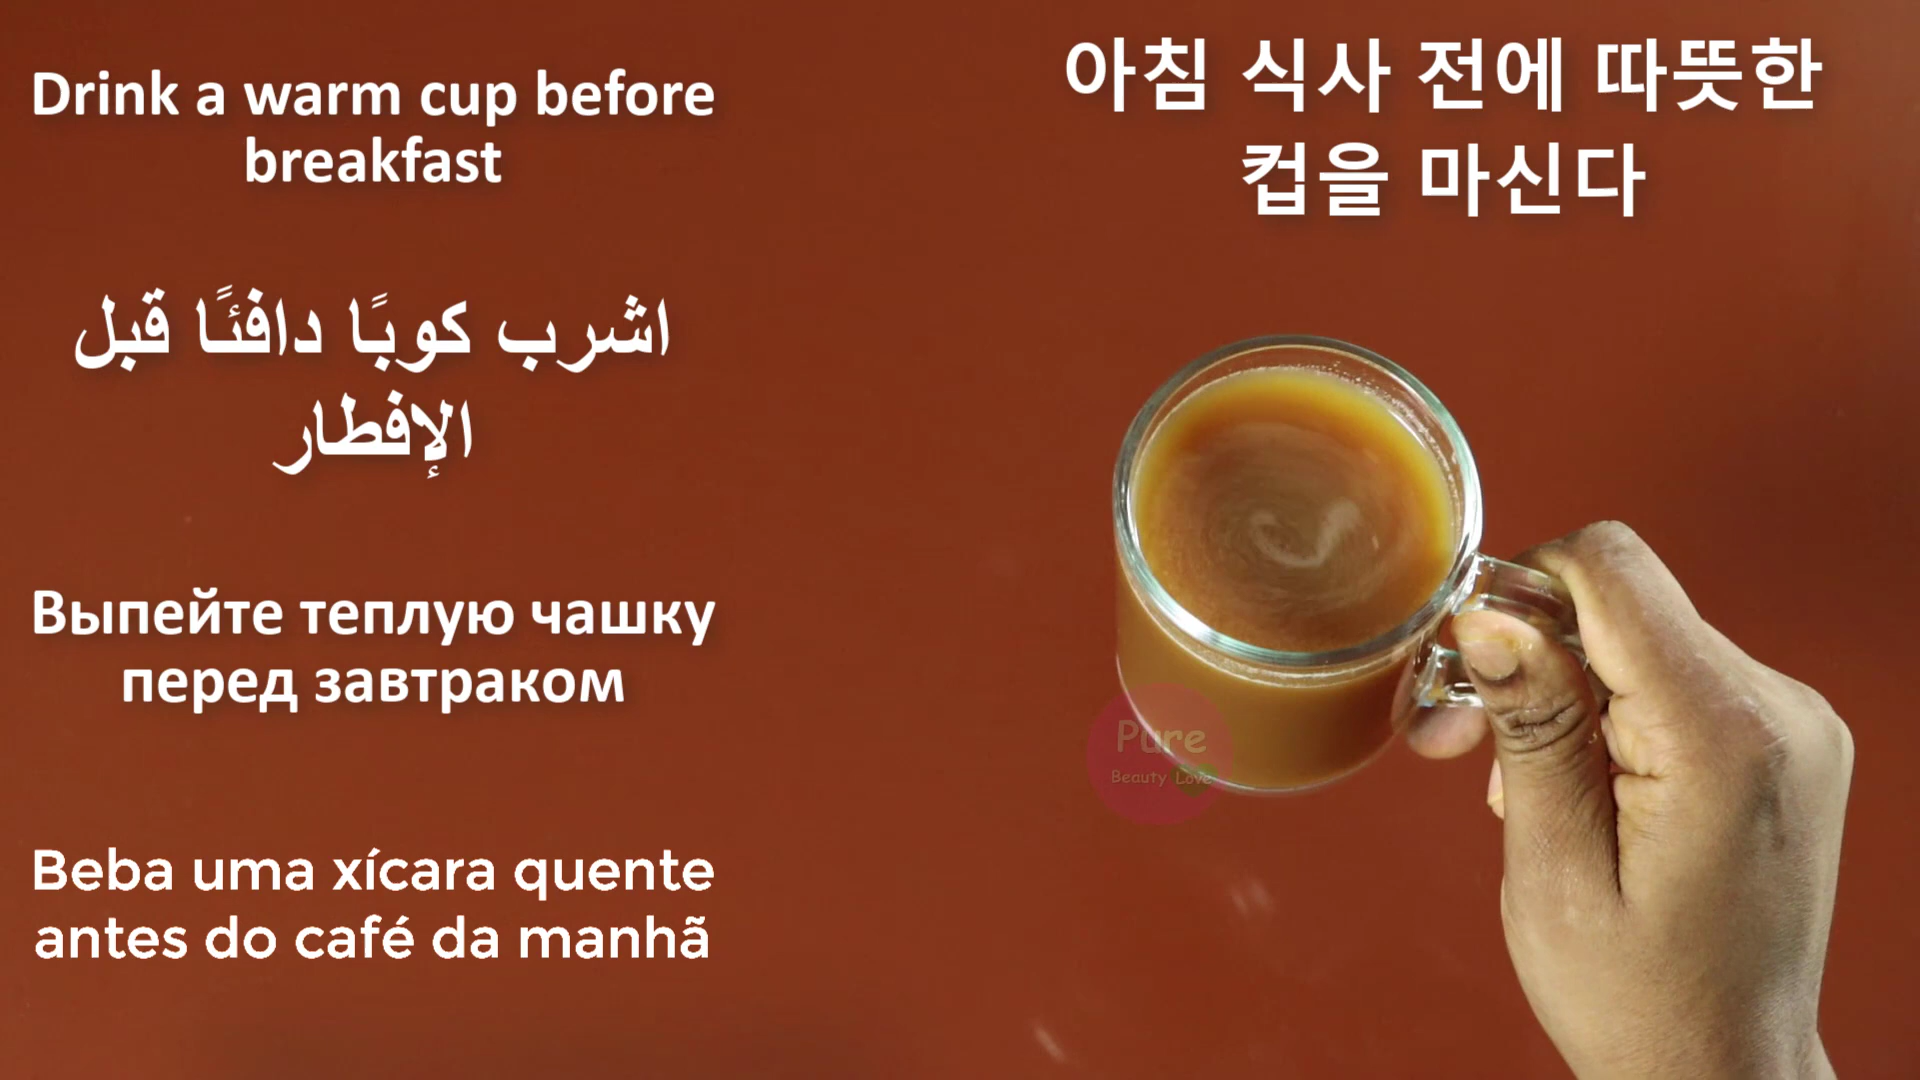 Drink a warm cup before
breakfast
اشرب كوبًا دافئًا قبل
الإفطار
Выпейте теплую чашку
перед завтраком
Beba uma xícara quente
antes do café da manhã
아침 식사 전에 따뜻한
컵을 마신다
Pure
Beauty Love